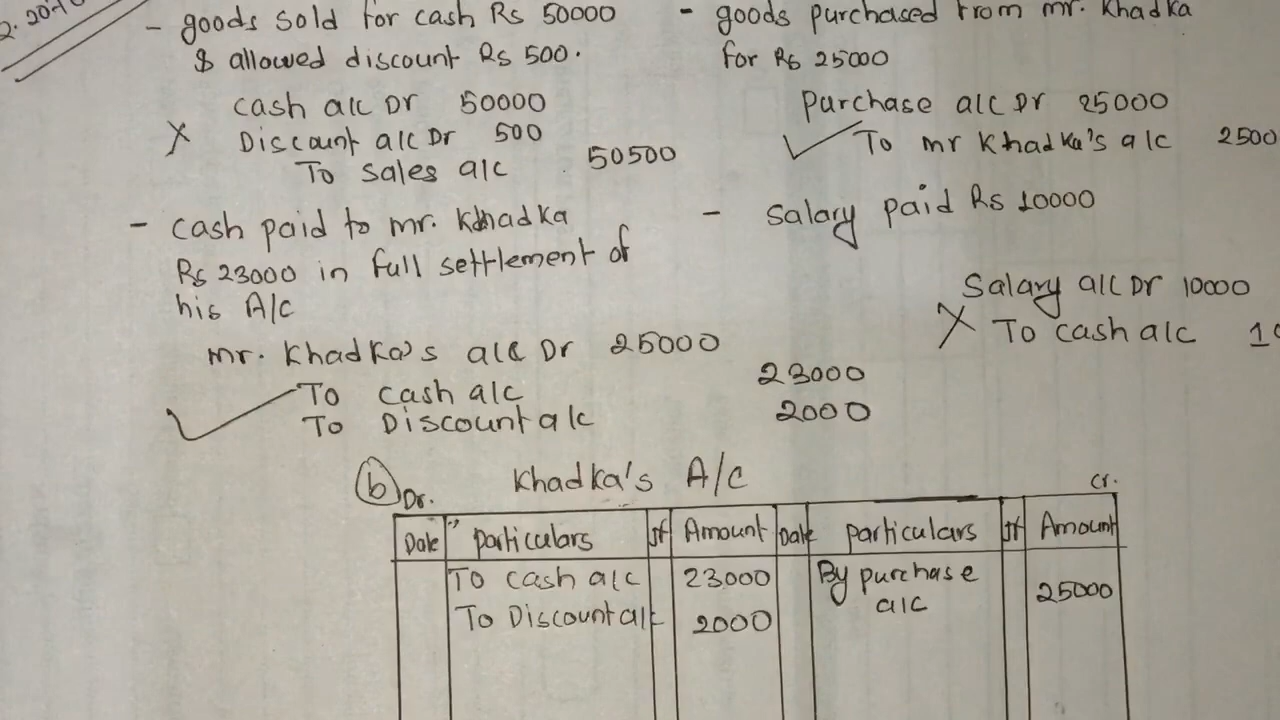 - goods sold for cash Rs 50000
& allowed discount Rs 500.
cash a/c Dr 50000
X Discount a/c Dr 500
To sales a/c 50500
- goods purchased from mr. Khadka
for Rs 25000
Purchase a/c Dr 25000
✓ To mr Khadka's a/c 2500
- cash paid to mr. Khadka
Rs 23000 in full settlement of
his A/c
mr. Khadka's a/c Dr 25000
✓ To cash a/c 23000
To Discount a/c 2000
- Salary paid Rs 10000
Salary a/c Dr 10000
X To cash a/c 10
(b) Dr. Khadka's A/c Cr.
Date particulars Jf Amount Date particulars Jf Amount
To cash a/c 23000 By purchase
a/c 25000
To Discount a/c 2000